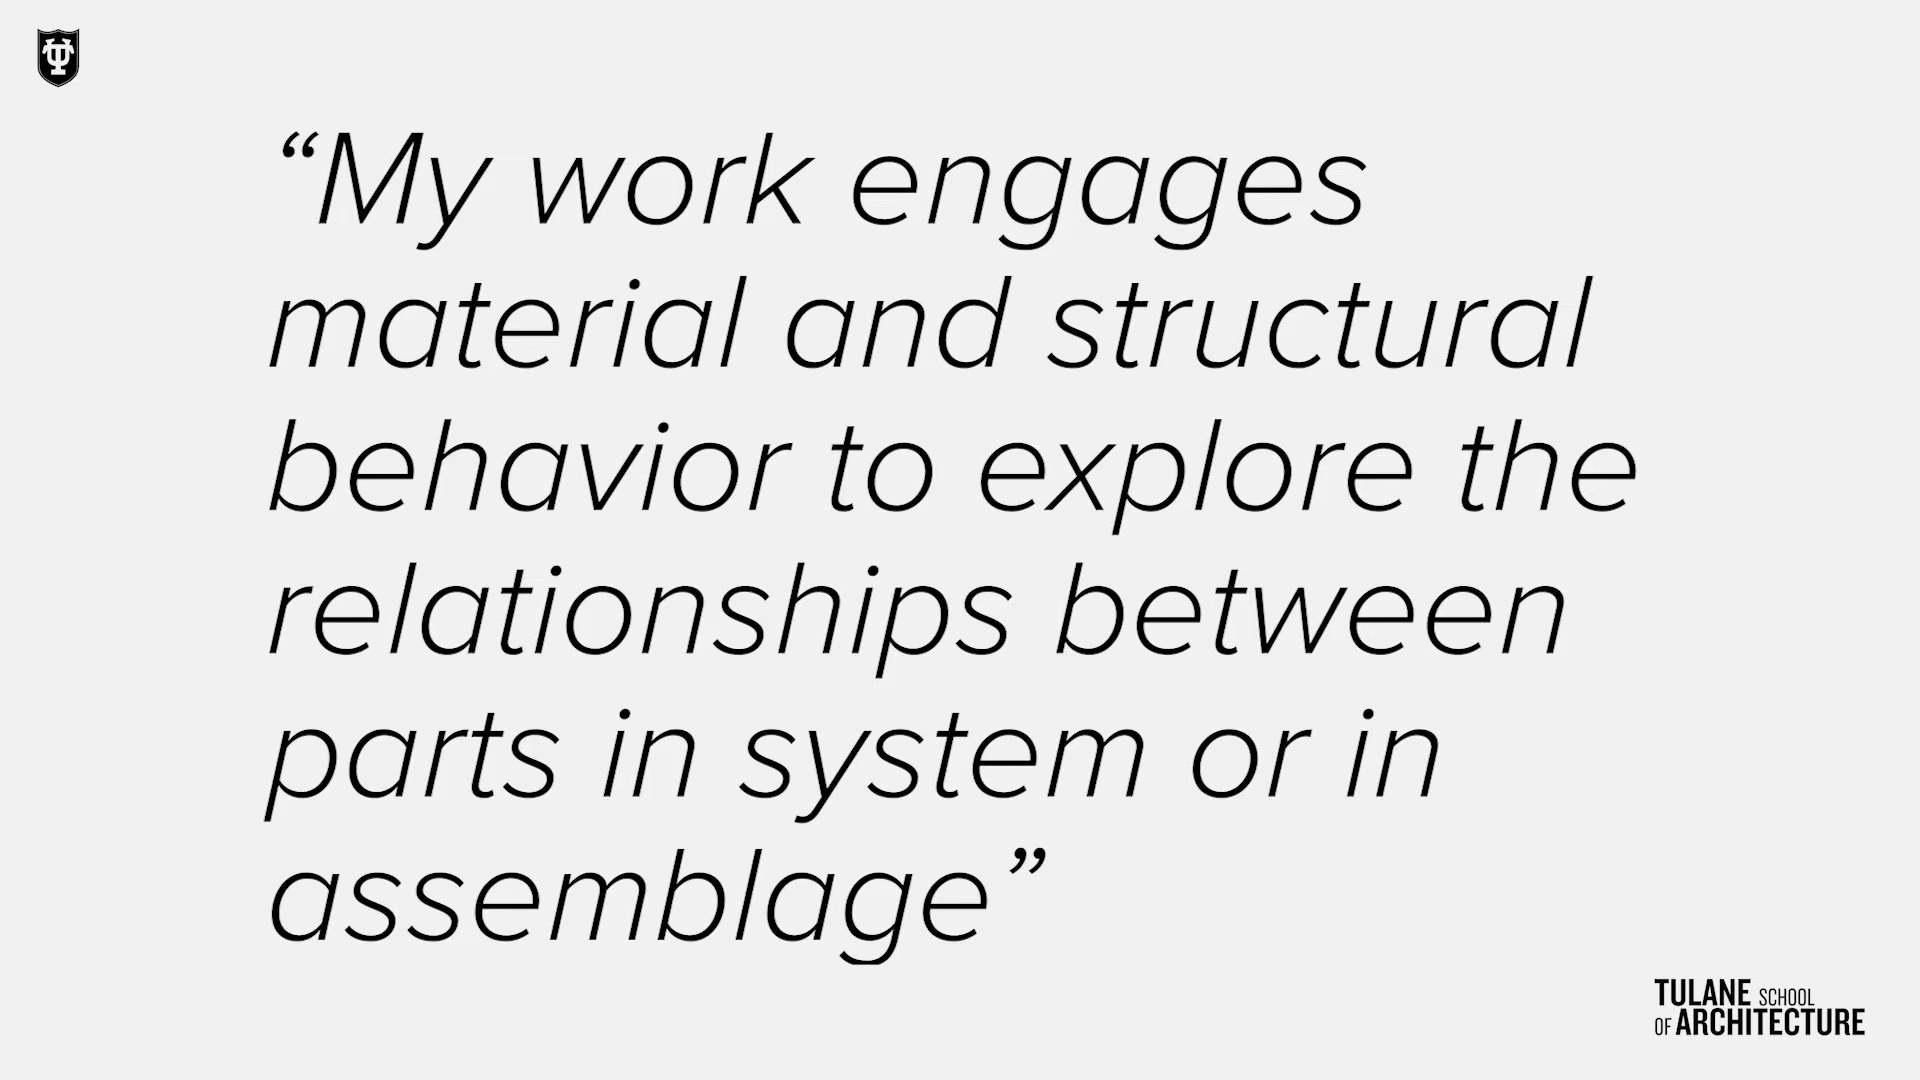 “My work engages
material and structural
behavior to explore the
relationships between
parts in system or in
assemblage”
TULANE SCHOOL
OF ARCHITECTURE